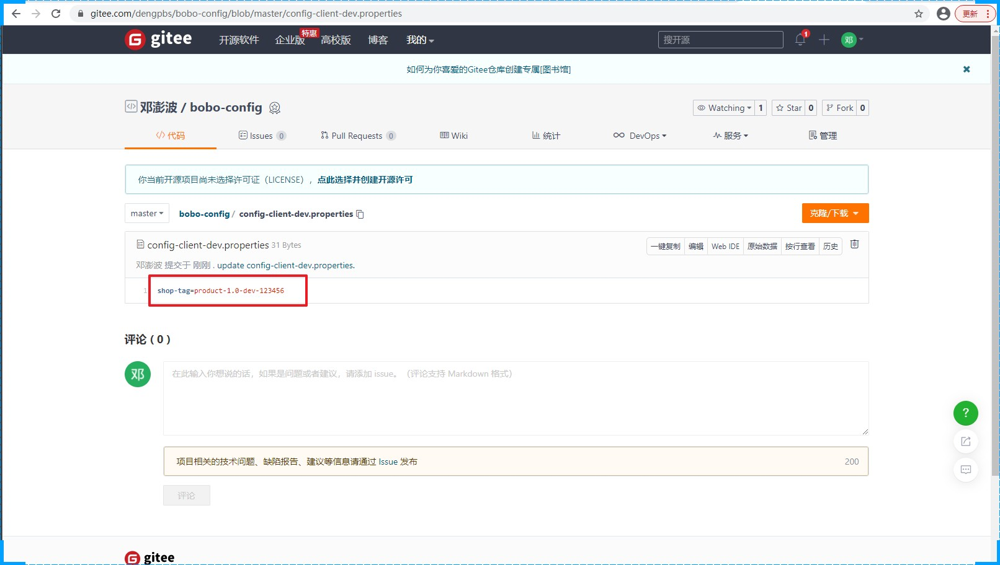 gitee.com/dengpbs/bobo-config/blob/master/config-client-dev.properties
更新
gitee
开源软件
企业版
特惠
高校版
博客
我的
搜开源
1
邓
如何为你喜爱的Gitee仓库创建专属[图书馆]
邓澎波 / bobo-config
Watching 1
Star 0
Fork 0
代码
Issues 0
Pull Requests 0
Wiki
统计
DevOps
服务
管理
你当前开源项目尚未选择许可证（LICENSE），点此选择并创建开源许可
master
bobo-config / config-client-dev.properties
克隆/下载
config-client-dev.properties 31 Bytes
一键复制
编辑
Web IDE
原始数据
按行查看
历史
邓澎波 提交于 刚刚 . update config-client-dev.properties.
1 shop-tag=product-1.0-dev-123456
评论 ( 0 )
邓
在此输入你想说的话，如果是问题或者建议，请添加 issue。（评论支持 Markdown 格式）
?
项目相关的技术问题、缺陷报告、建议等信息请通过 Issue 发布
200
评论
gitee